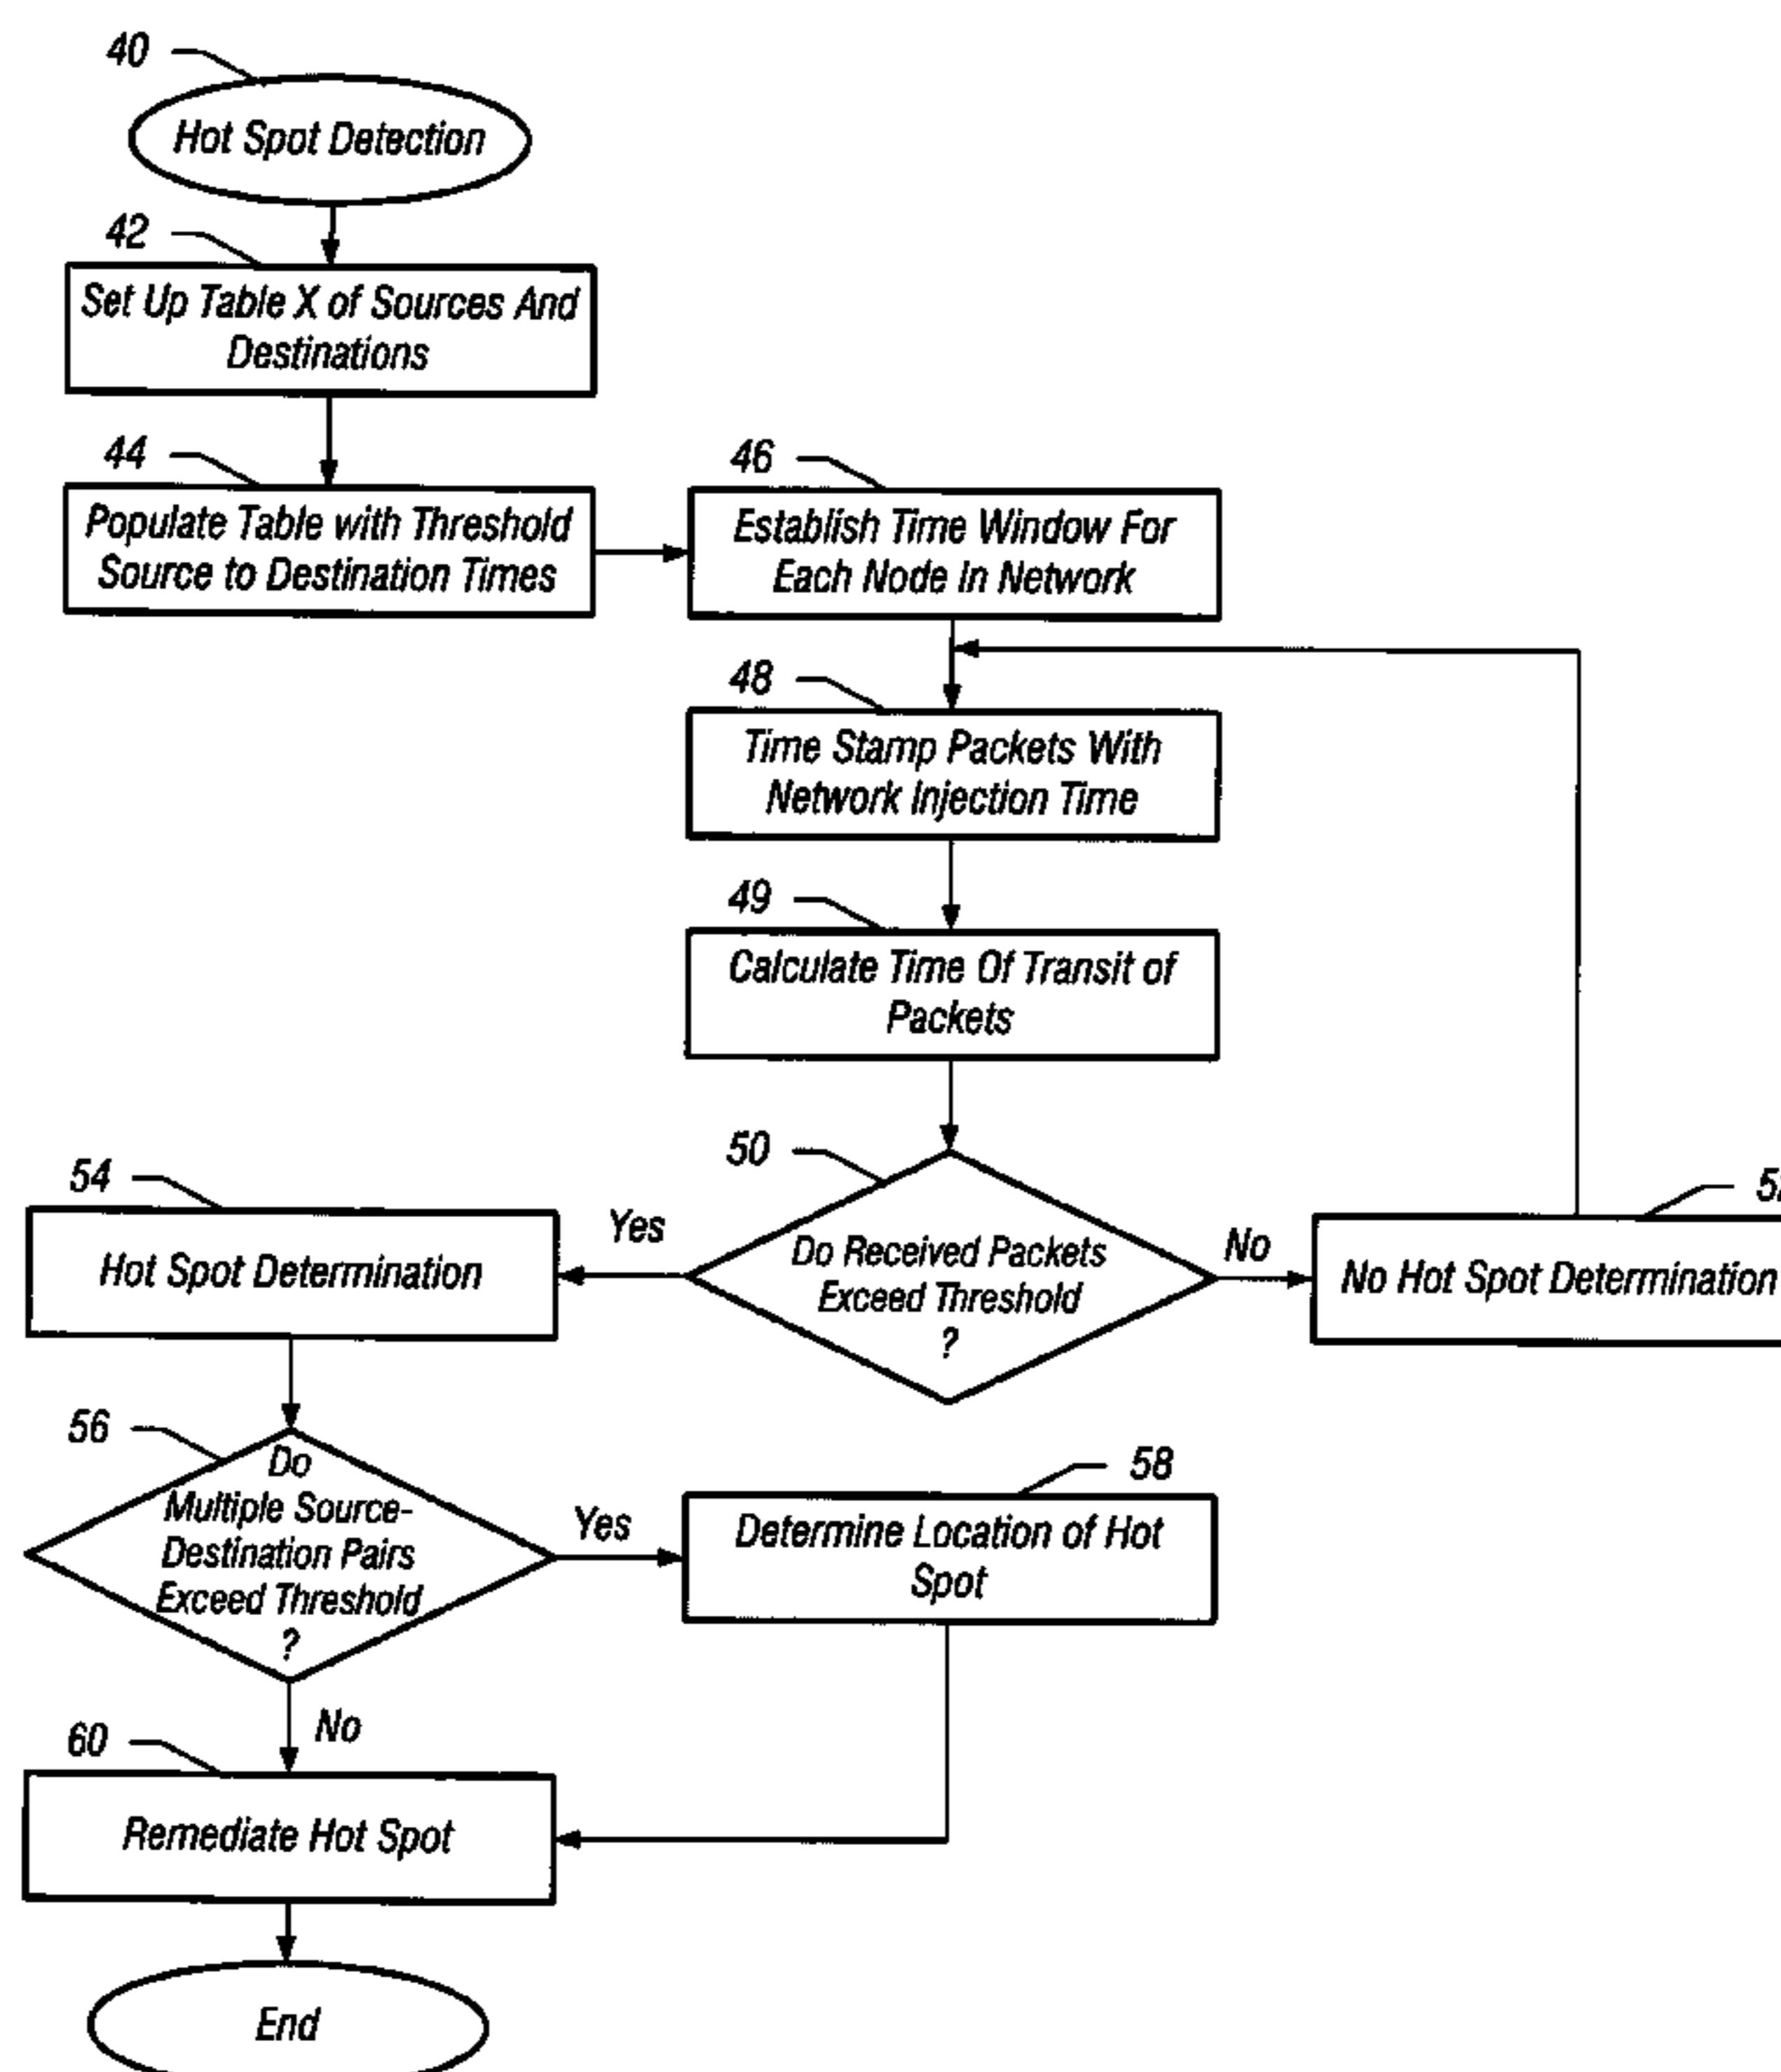 40
Hot Spot Detection
42
Set Up Table X of Sources And
Destinations
44
Populate Table with Threshold
Source to Destination Times
46
Establish Time Window For
Each Node In Network
48
Time Stamp Packets With
Network Injection Time
49
Calculate Time Of Transit of
Packets
50
Do Received Packets
Exceed Threshold
?
No
No Hot Spot Determination
Yes
54
Hot Spot Determination
56
Do
Multiple Source-
Destination Pairs
Exceed Threshold
?
Yes
58
Determine Location of Hot
Spot
No
60
Remediate Hot Spot
End